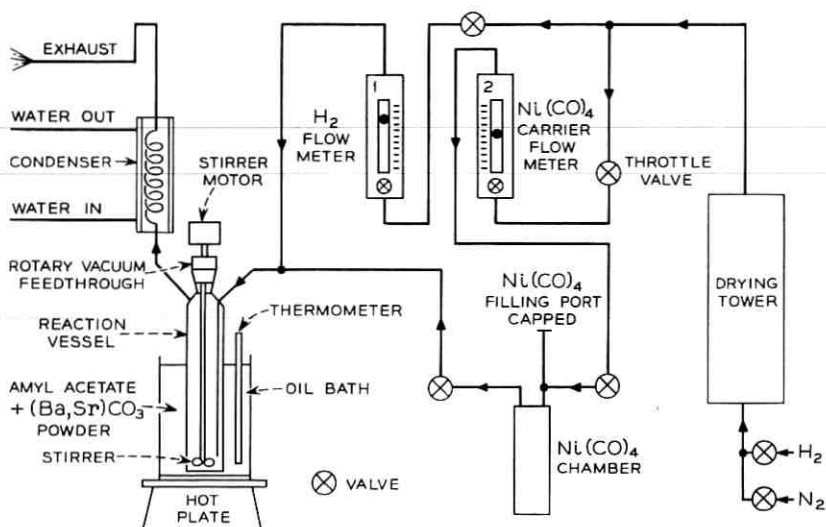 EXHAUST
WATER OUT
CONDENSER
WATER IN
STIRRER
MOTOR
ROTARY VACUUM
FEEDTHROUGH
REACTION
VESSEL
AMYL ACETATE
+ (Ba,Sr)CO3
POWDER
STIRRER
HOT
PLATE
THERMOMETER
OIL BATH
VALVE
1
H2
FLOW
METER
2
Ni(CO)4
CARRIER
FLOW
METER
THROTTLE
VALVE
Ni(CO)4
FILLING PORT
CAPPED
Ni(CO)4
CHAMBER
DRYING
TOWER
H2
N2